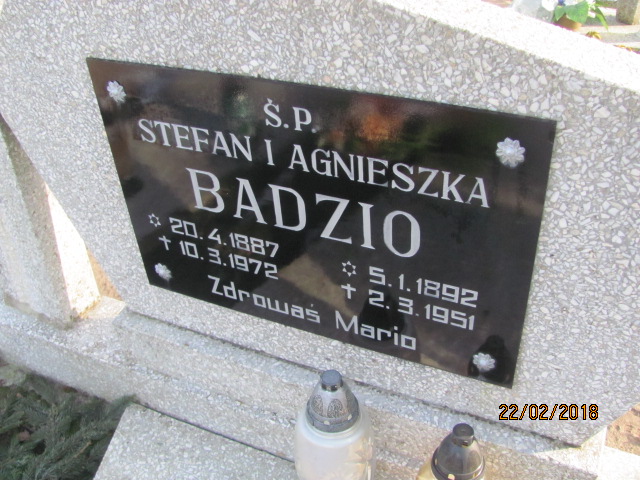 Ś.P.
STEFAN I AGNIESZKA
BADZIO
✡ 20.4.1887
✝ 10.3.1972
✡ 5.1.1892
✝ 2.3.1951
Zdrowaś Mario
22/02/2018